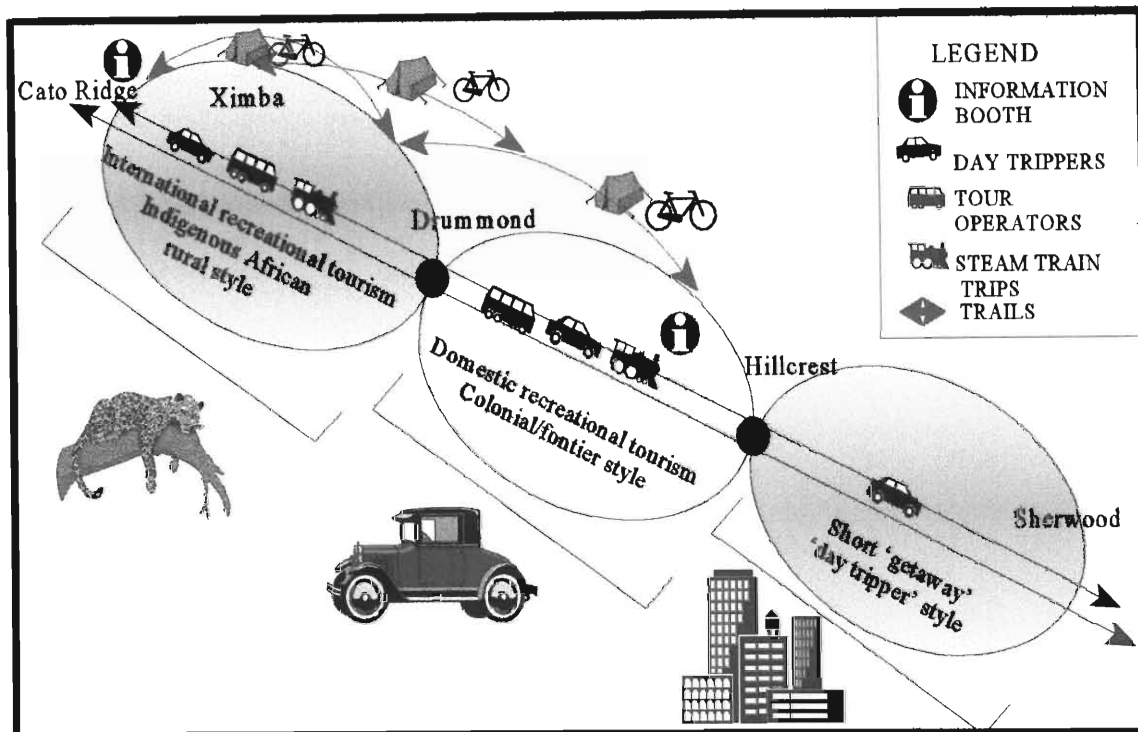 Cato Ridge
Ximba
International recreational tourism
Indigenous African
rural style
Drummond
Domestic recreational tourism
Colonial/fontier style
Hillcrest
Sherwood
Short 'getaway'
'day tripper' style
LEGEND
INFORMATION
BOOTH
DAY TRIPPERS
TOUR
OPERATORS
STEAM TRAIN
TRIPS
TRAILS